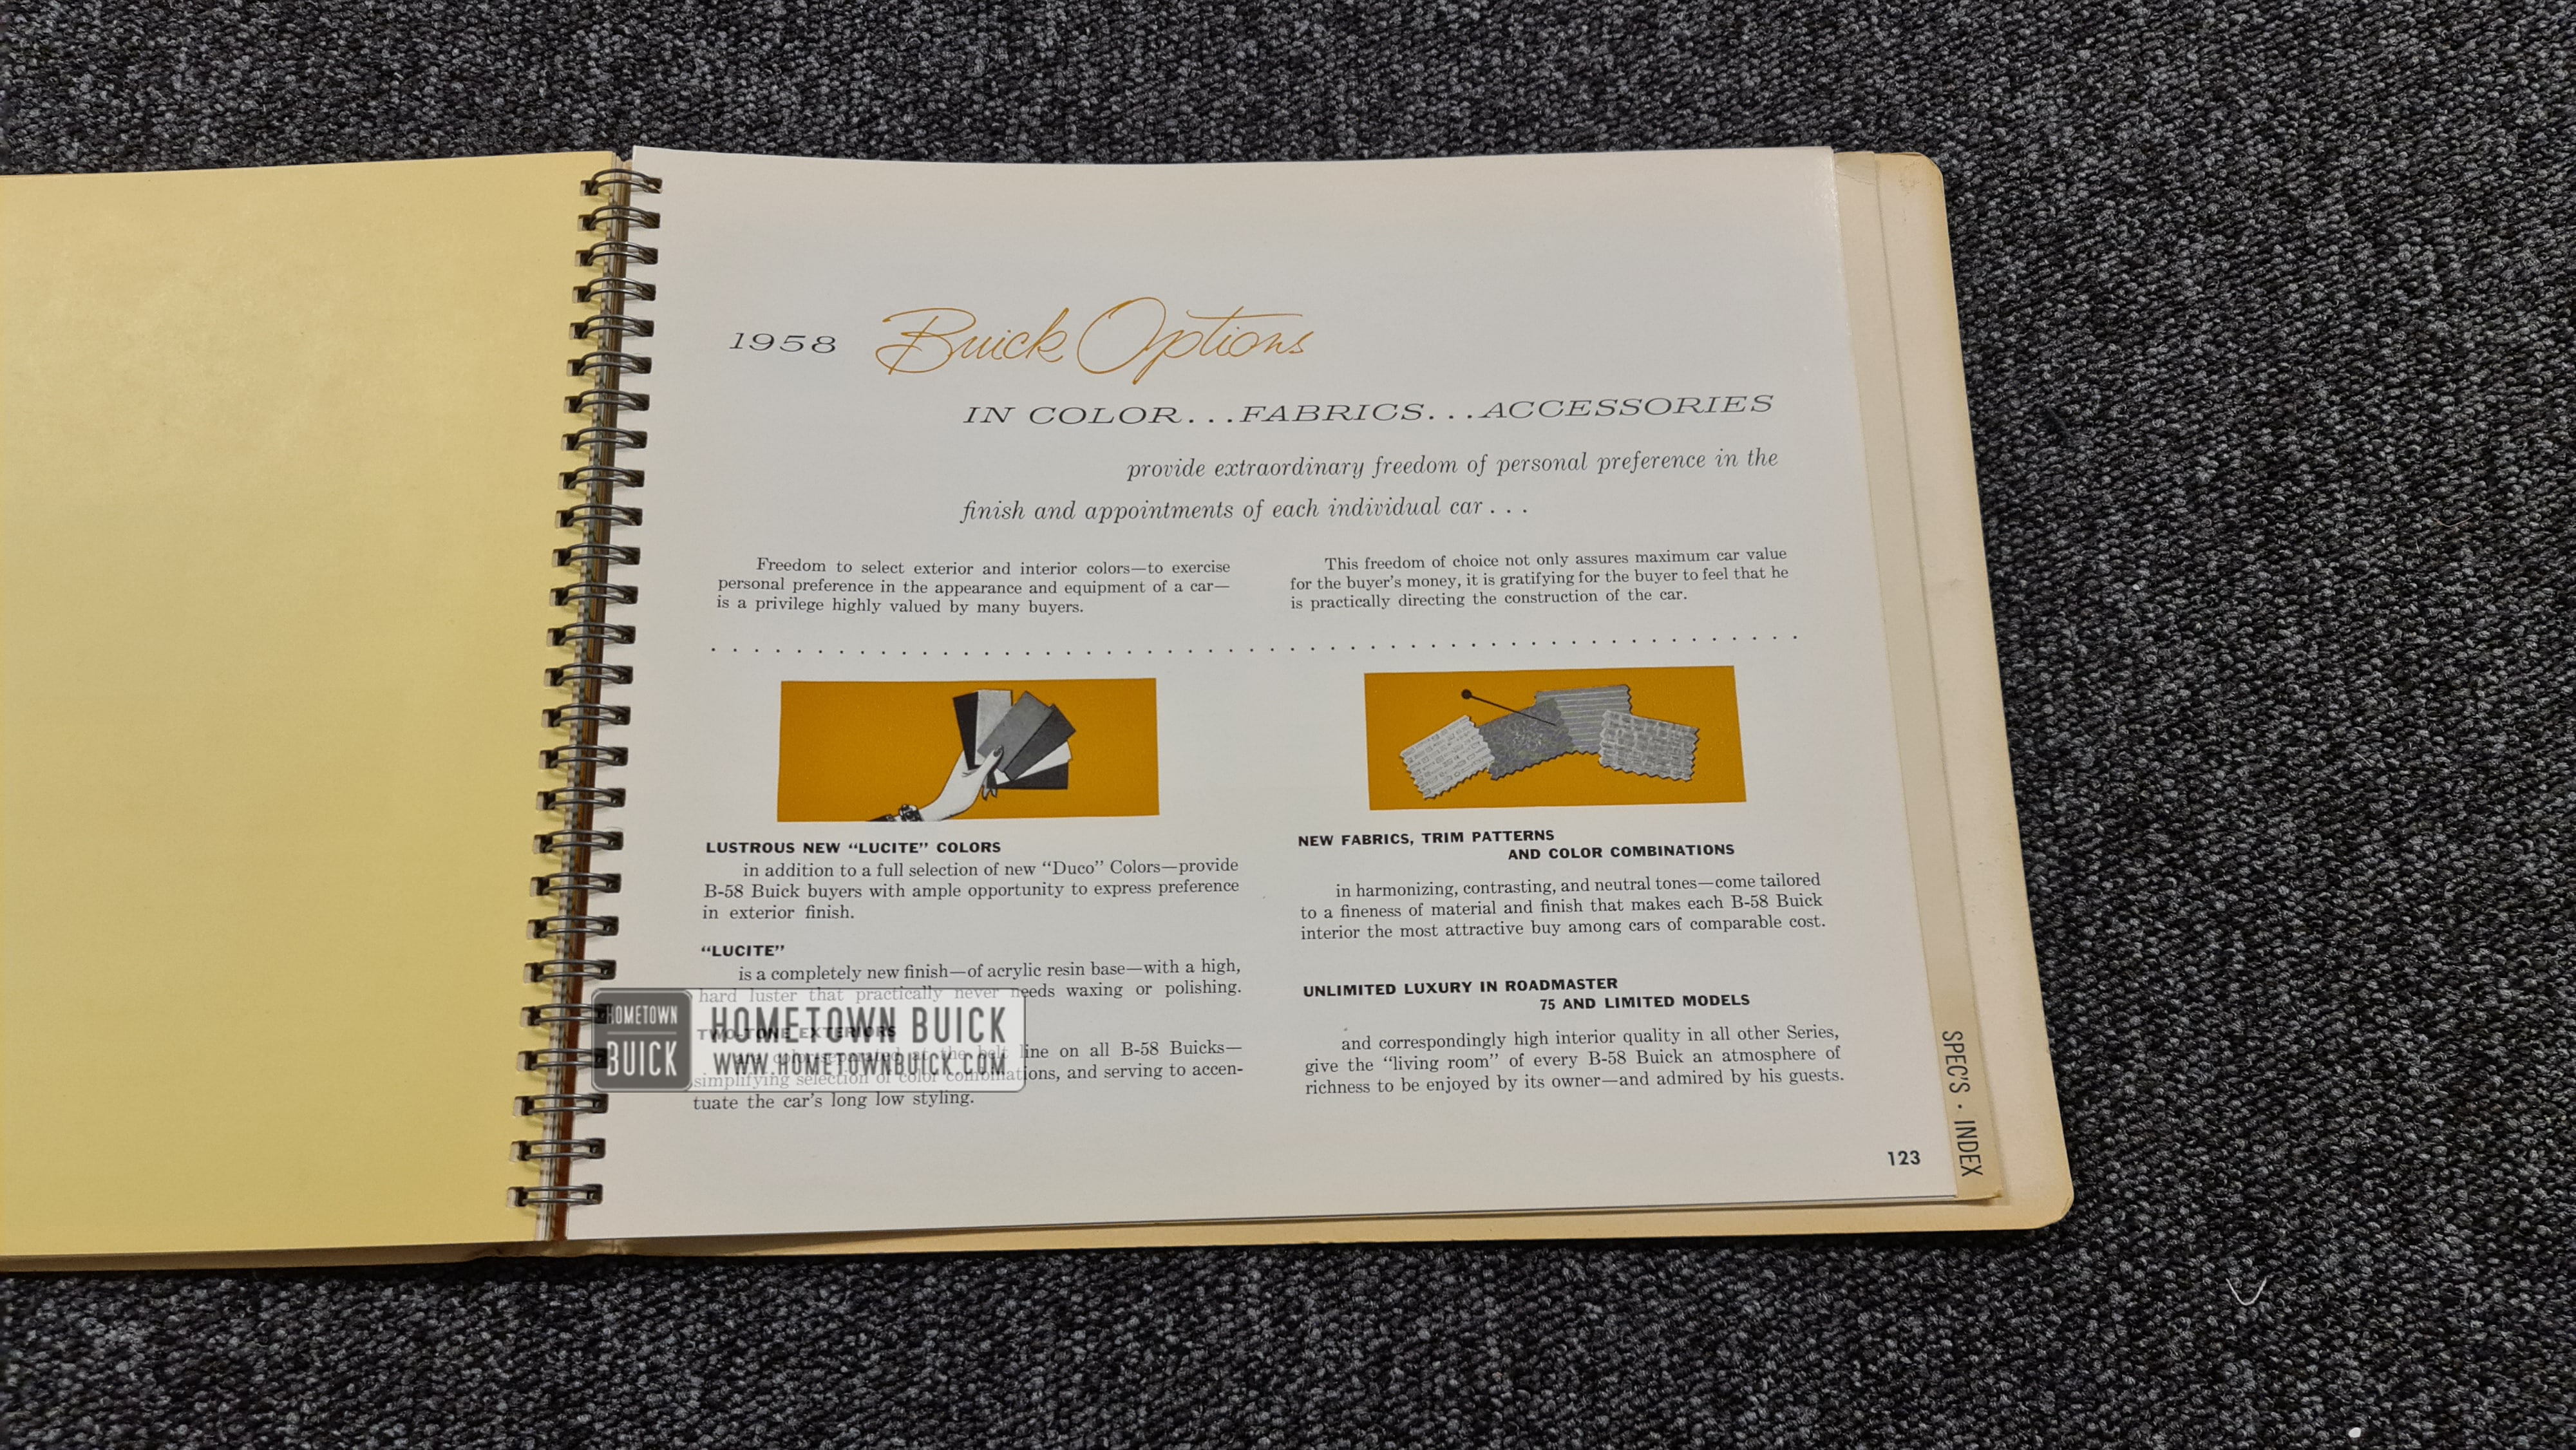 1958 Buick Options
IN COLOR...FABRICS...ACCESSORIES
provide extraordinary freedom of personal preference in the
finish and appointments of each individual car . . .
Freedom to select exterior and interior colors—to exercise
personal preference in the appearance and equipment of a car—
is a privilege highly valued by many buyers.
This freedom of choice not only assures maximum car value
for the buyer's money, it is gratifying for the buyer to feel that he
is practically directing the construction of the car.
LUSTROUS NEW “LUCITE” COLORS
in addition to a full selection of new “Duco” Colors—provide
B-58 Buick buyers with ample opportunity to express preference
in exterior finish.
“LUCITE”
is a completely new finish—of acrylic resin base—with a high,
hard luster that practically never needs waxing or polishing.
TWO-TONE EXTERIORS
color-separated at the belt line on all B-58 Buicks—
simplifying selection of color combinations, and serving to accen-
tuate the car's long low styling.
NEW FABRICS, TRIM PATTERNS
AND COLOR COMBINATIONS
in harmonizing, contrasting, and neutral tones—come tailored
to a fineness of material and finish that makes each B-58 Buick
interior the most attractive buy among cars of comparable cost.
UNLIMITED LUXURY IN ROADMASTER
75 AND LIMITED MODELS
and correspondingly high interior quality in all other Series,
give the “living room” of every B-58 Buick an atmosphere of
richness to be enjoyed by its owner—and admired by his guests.
123
SPEC'S · INDEX
HOMETOWN
BUICK
HOMETOWN BUICK
WWW.HOMETOWNBUICK.COM